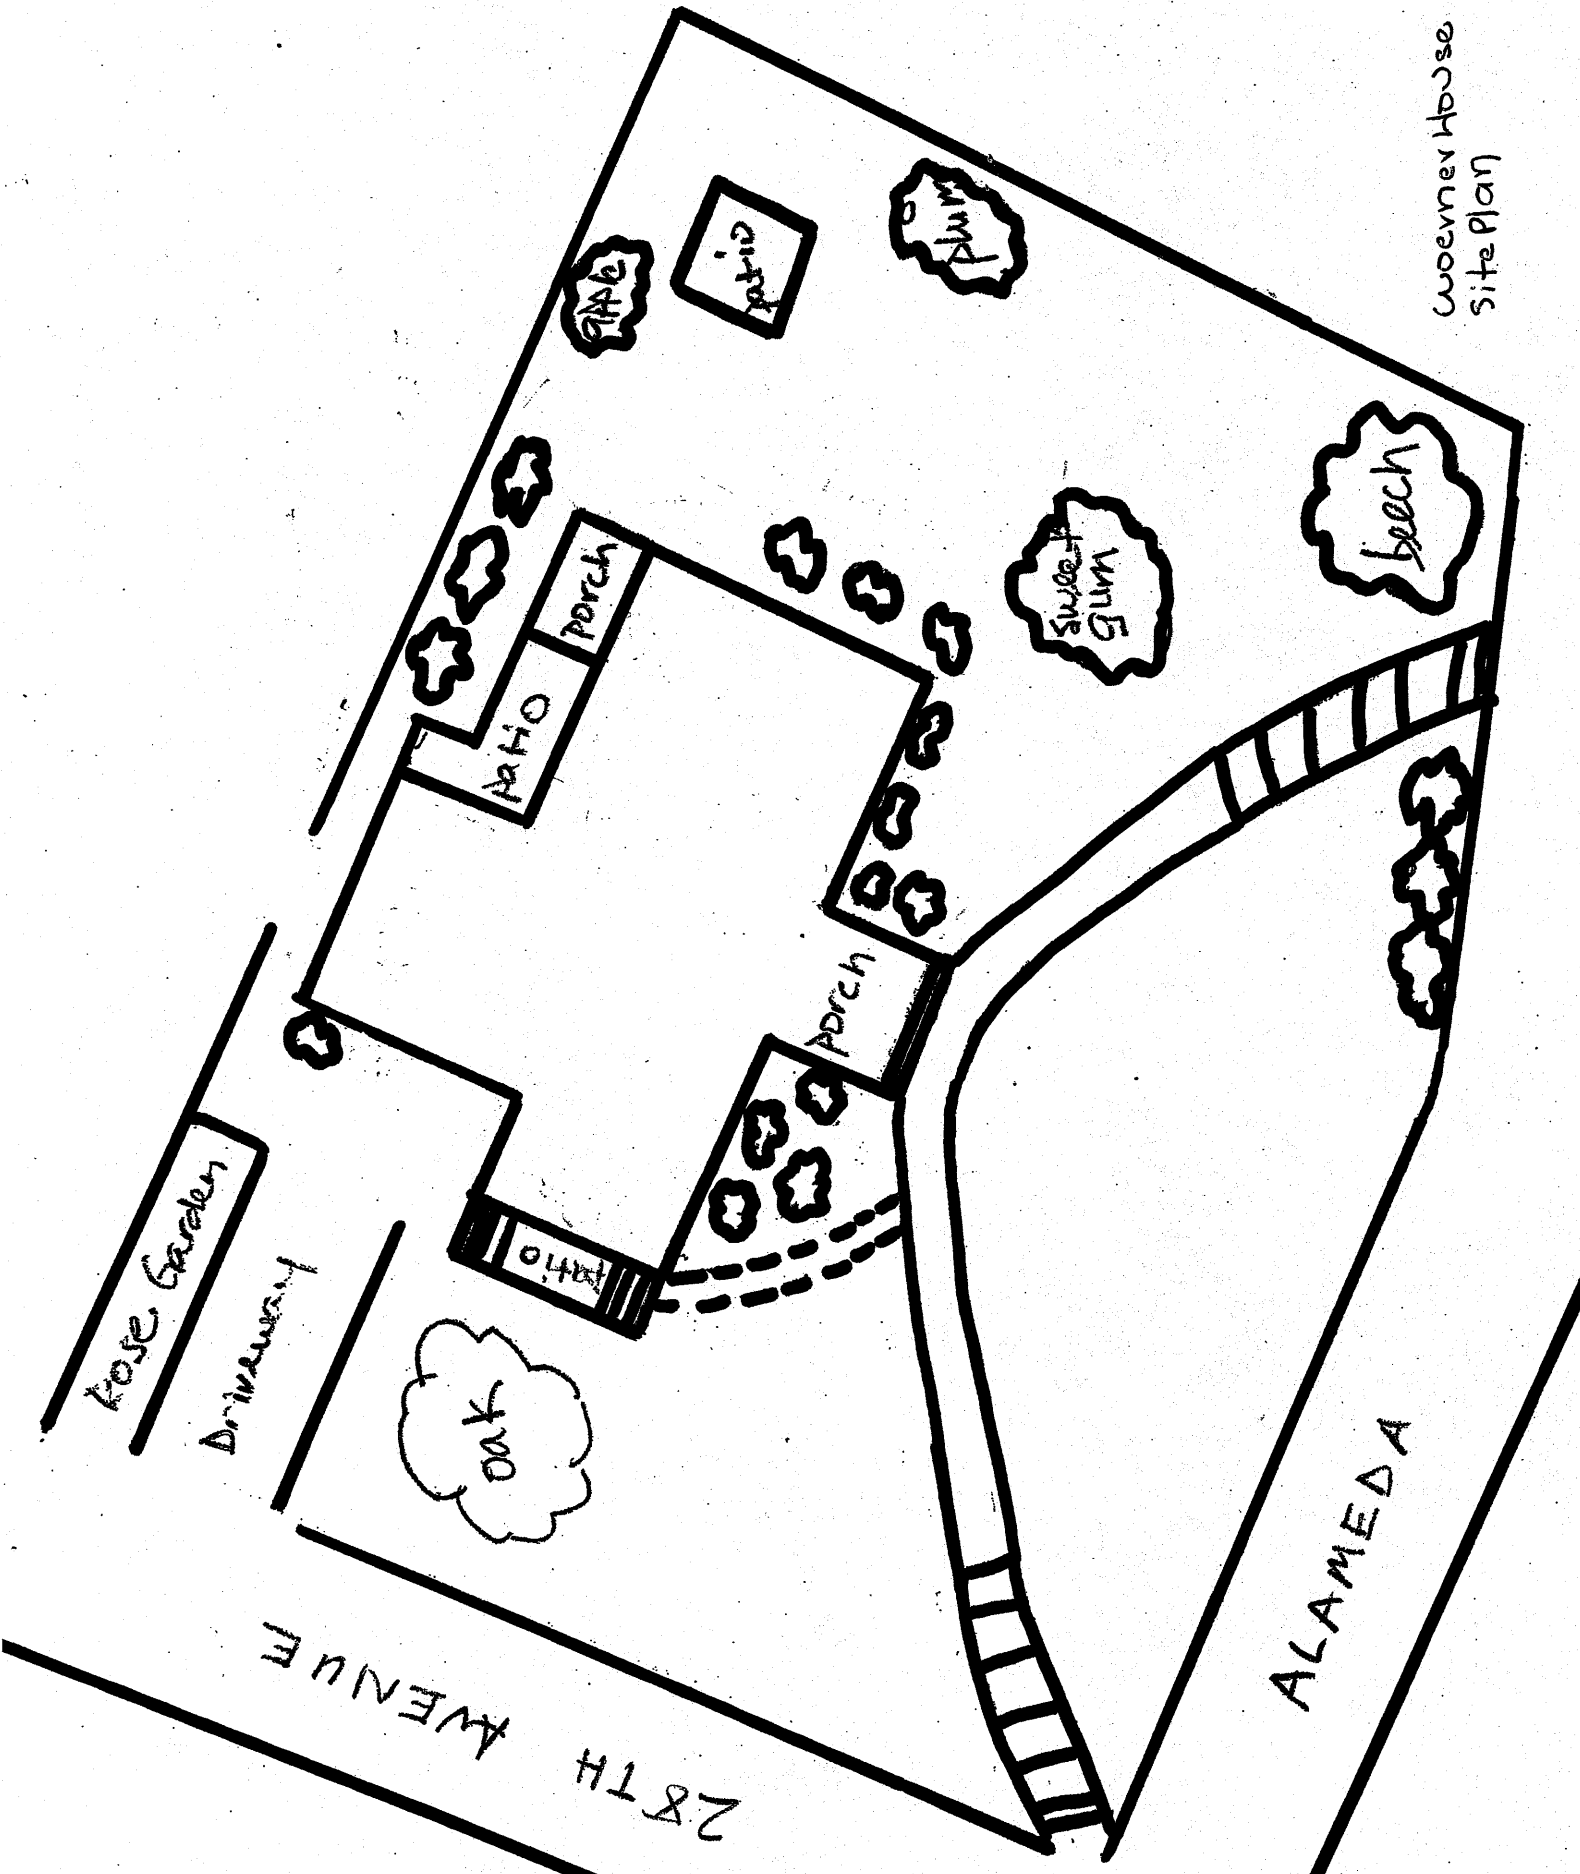 Woerner House
Site Plan
apple
patio
plum
porch
patio
sweet
gum
beech
porch
Rose Garden
Driveway
patio
oak
28TH AVENUE
ALAMEDA